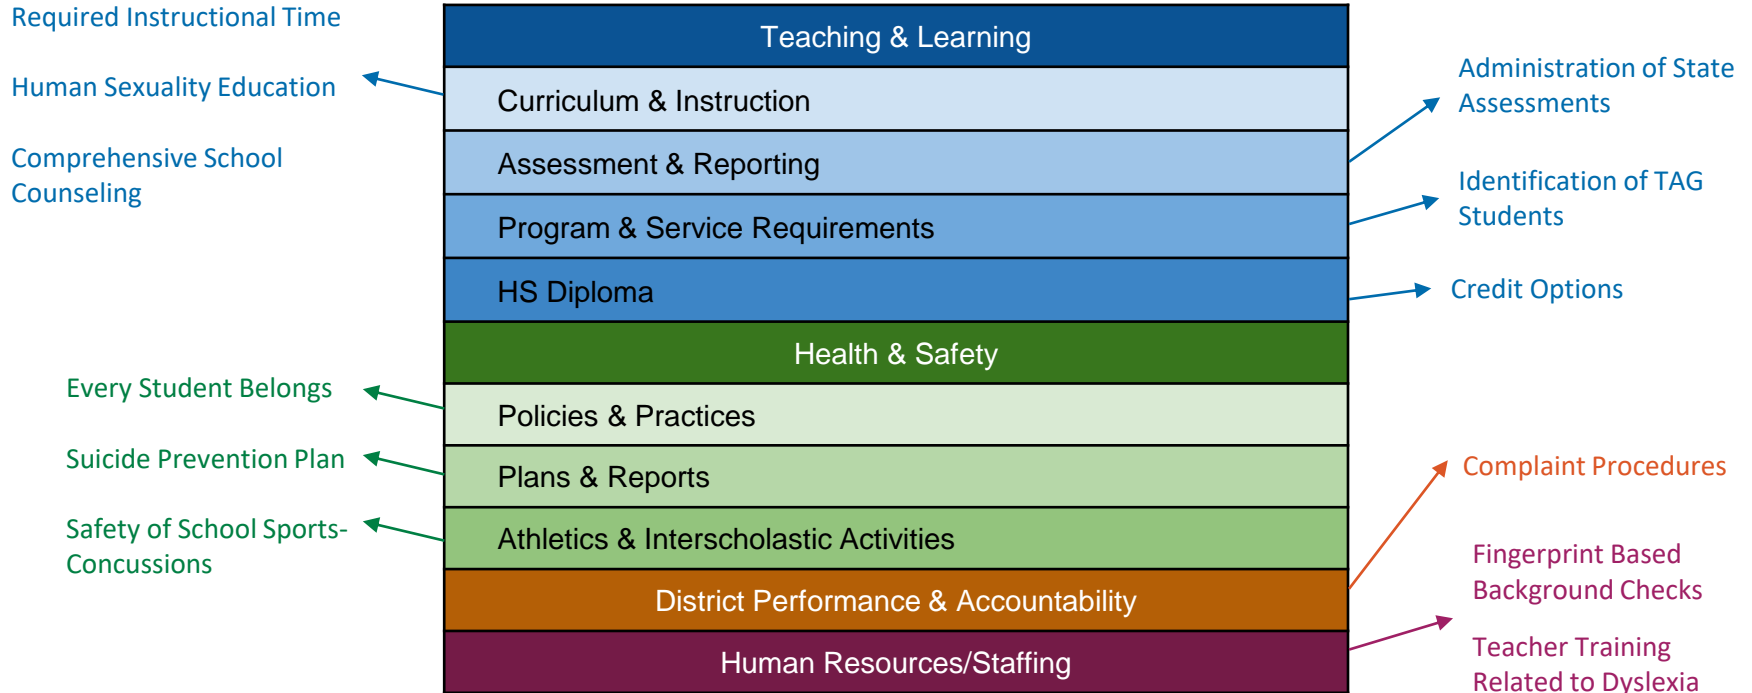 Required Instructional Time
Human Sexuality Education
Comprehensive School
Counseling
Teaching & Learning
Curriculum & Instruction
Assessment & Reporting
Program & Service Requirements
HS Diploma
Administration of State
Assessments
Identification of TAG
Students
Credit Options
Health & Safety
Every Student Belongs
Suicide Prevention Plan
Safety of School Sports-
Concussions
Policies & Practices
Plans & Reports
Athletics & Interscholastic Activities
District Performance & Accountability
Human Resources/Staffing
Complaint Procedures
Fingerprint Based
Background Checks
Teacher Training
Related to Dyslexia